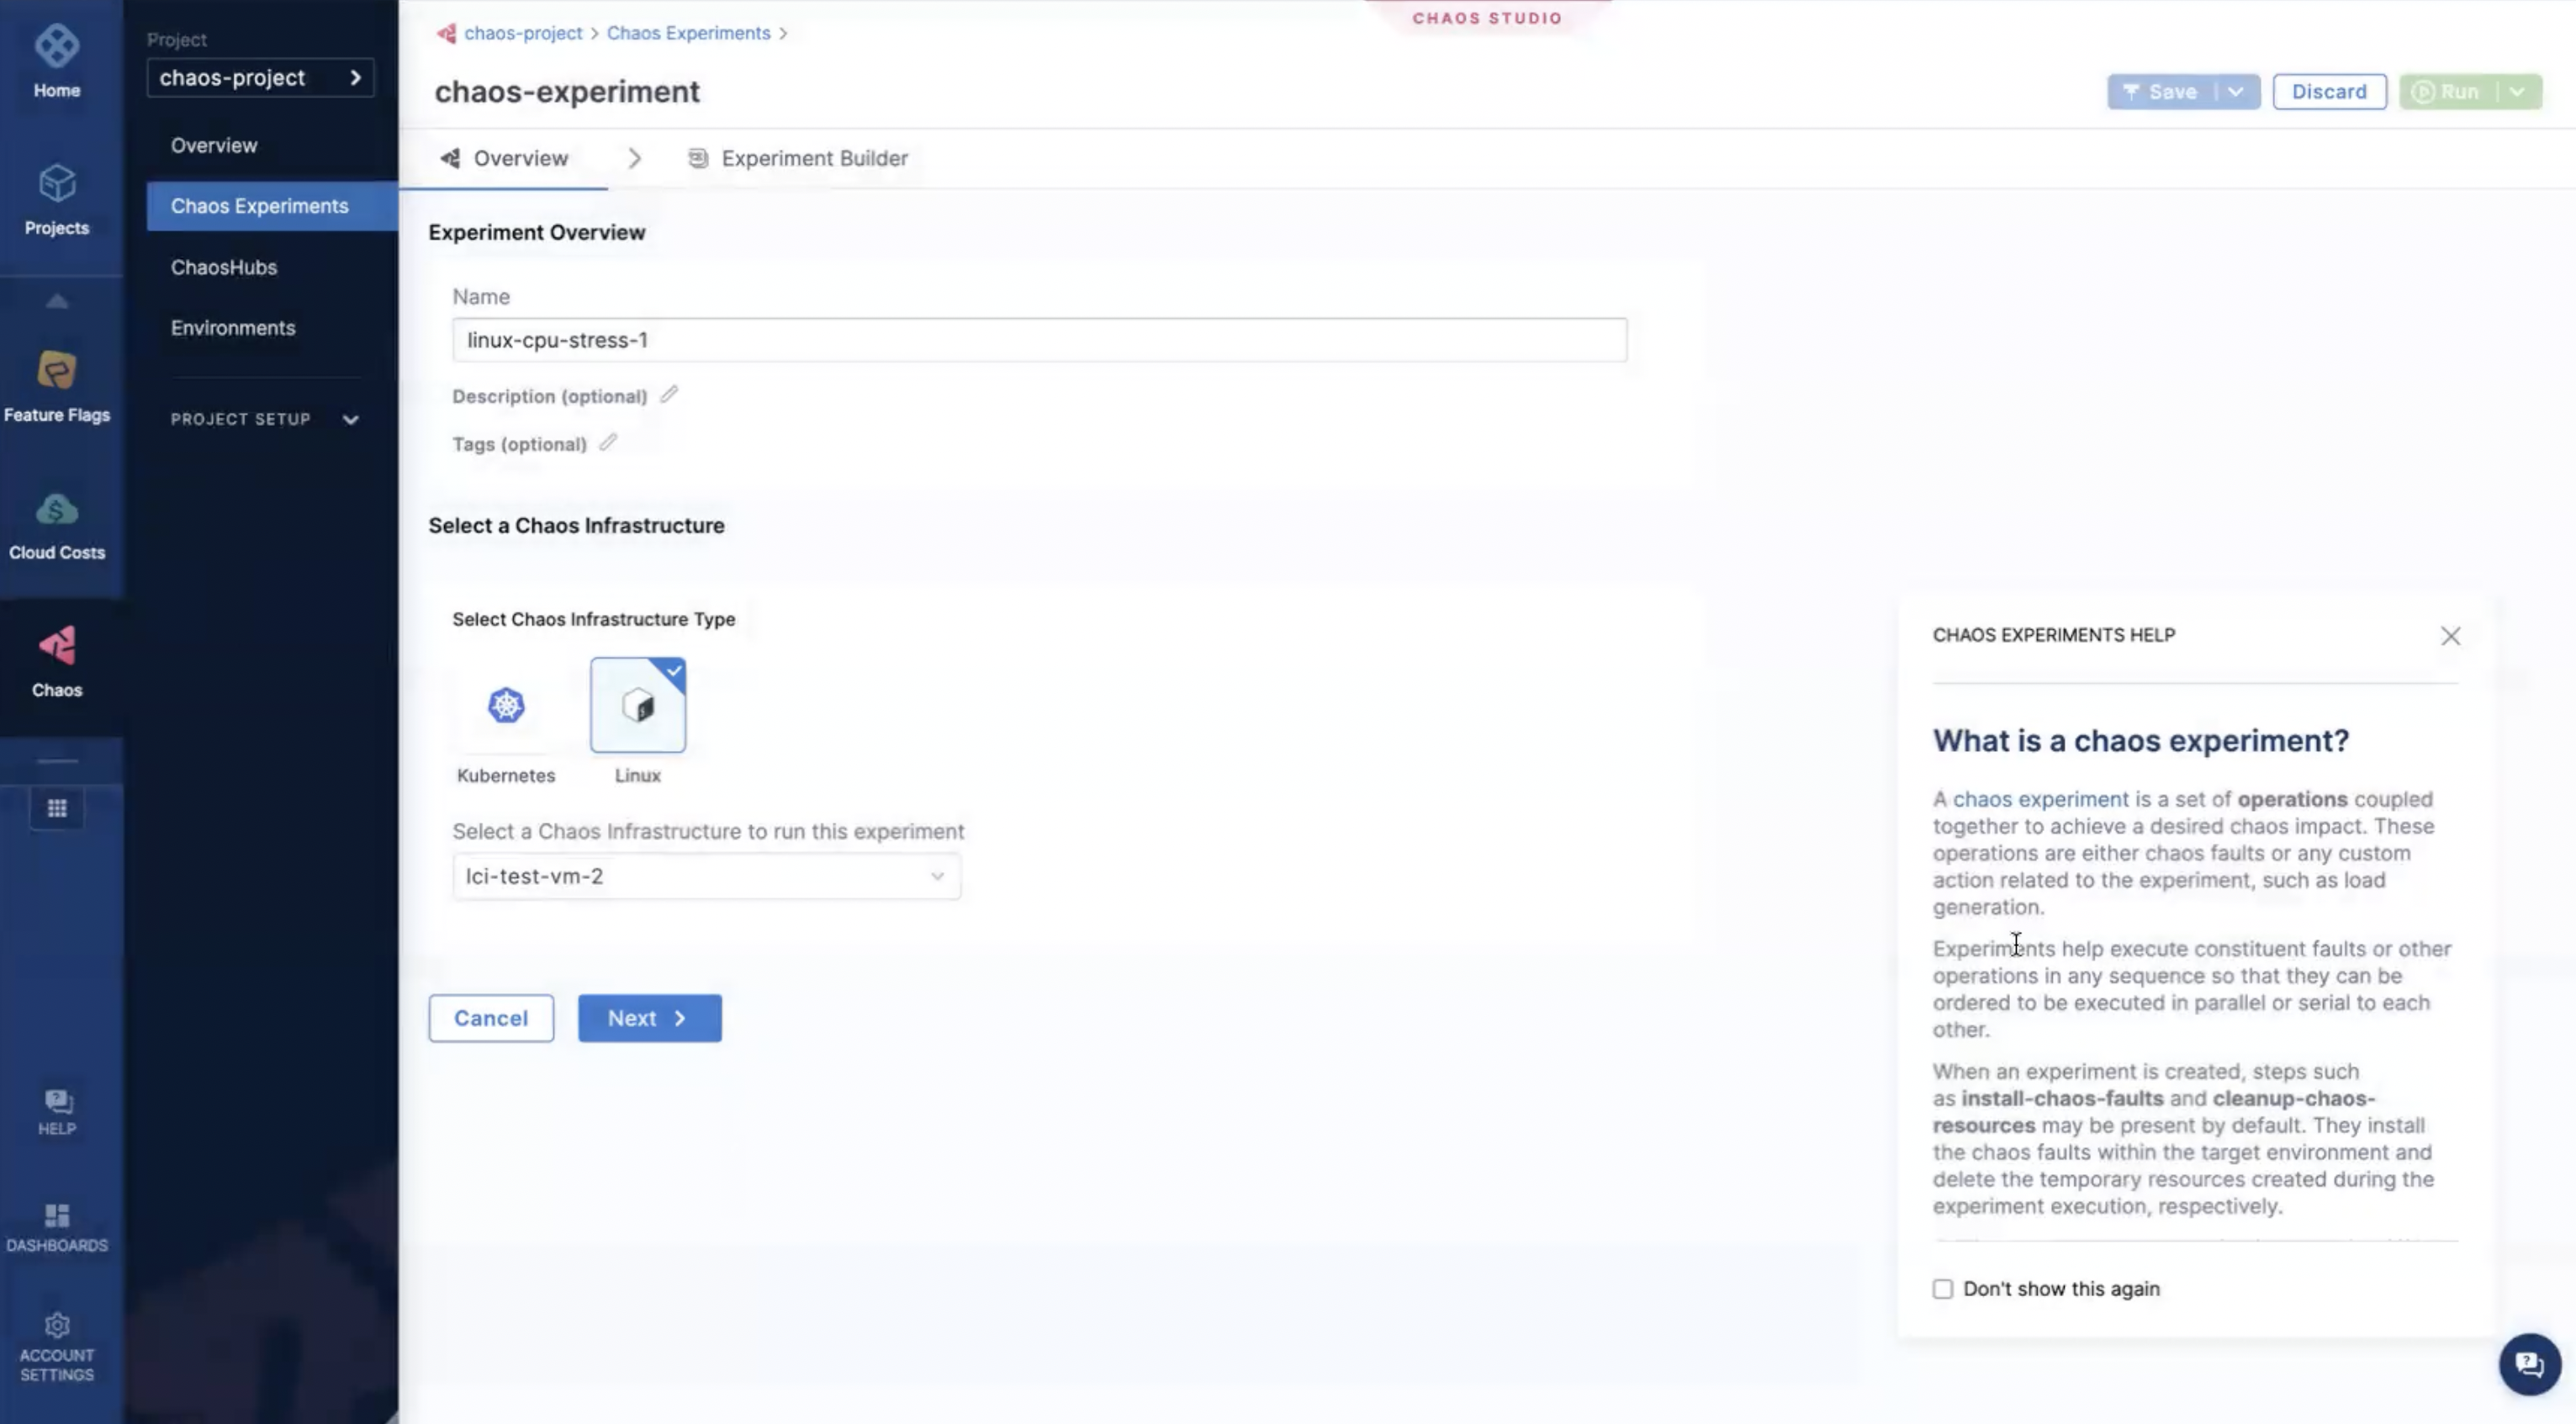 Home
Projects
Feature Flags
Cloud Costs
Chaos
HELP
DASHBOARDS
ACCOUNT
SETTINGS
Project
chaos-project
Overview
Chaos Experiments
ChaosHubs
Environments
PROJECT SETUP
CHAOS STUDIO
chaos-project > Chaos Experiments >
chaos-experiment
Save
Discard
Run
Overview
Experiment Builder
Experiment Overview
Name
linux-cpu-stress-1
Description (optional)
Tags (optional)
Select a Chaos Infrastructure
Select Chaos Infrastructure Type
Kubernetes
Linux
Select a Chaos Infrastructure to run this experiment
lci-test-vm-2
Cancel
Next
CHAOS EXPERIMENTS HELP
What is a chaos experiment?
A chaos experiment is a set of operations coupled
together to achieve a desired chaos impact. These
operations are either chaos faults or any custom
action related to the experiment, such as load
generation.
Experiments help execute constituent faults or other
operations in any sequence so that they can be
ordered to be executed in parallel or serial to each
other.
When an experiment is created, steps such
as install-chaos-faults and cleanup-chaos-
resources may be present by default. They install
the chaos faults within the target environment and
delete the temporary resources created during the
experiment execution, respectively.
Don't show this again